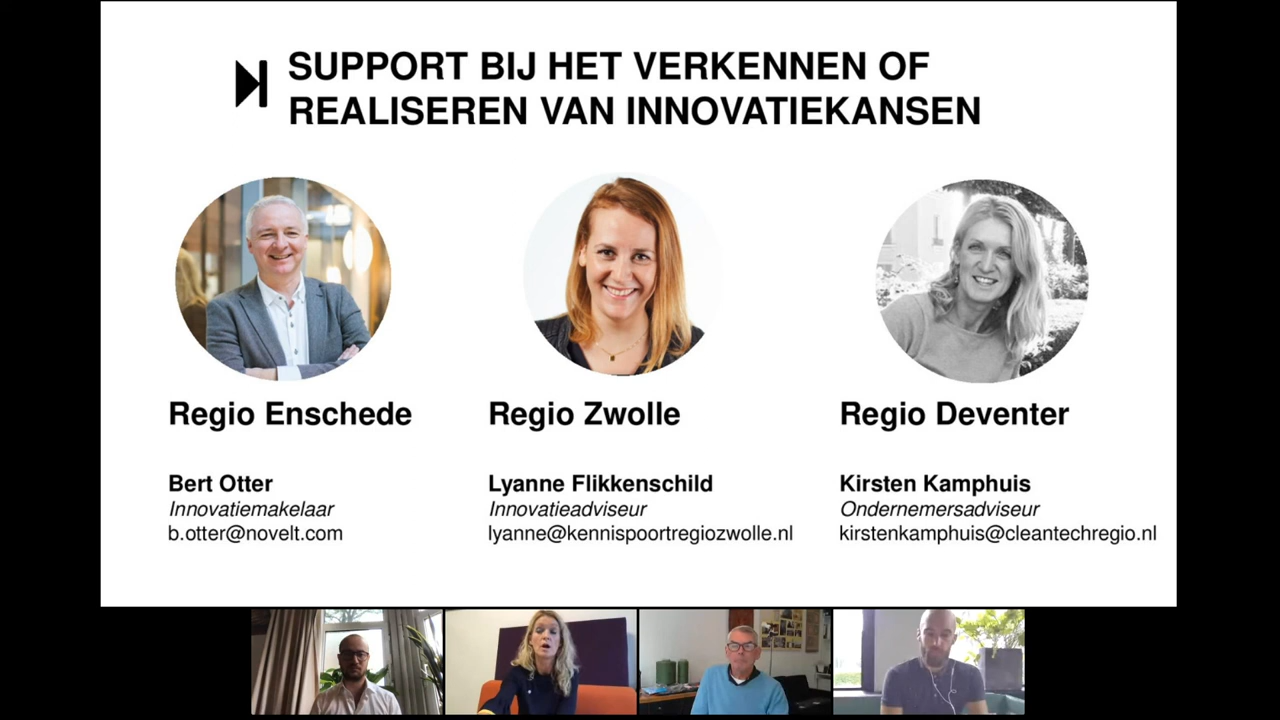 SUPPORT BIJ HET VERKENNEN OF
REALISEREN VAN INNOVATIEKANSEN
Regio Enschede
Bert Otter
Innovatiemakelaar
b.otter@novelt.com
Regio Zwolle
Lyanne Flikkenschild
Innovatieadviseur
lyanne@kennispoortregiozwolle.nl
Regio Deventer
Kirsten Kamphuis
Ondernemersadviseur
kirstenkamphuis@cleantechregio.nl